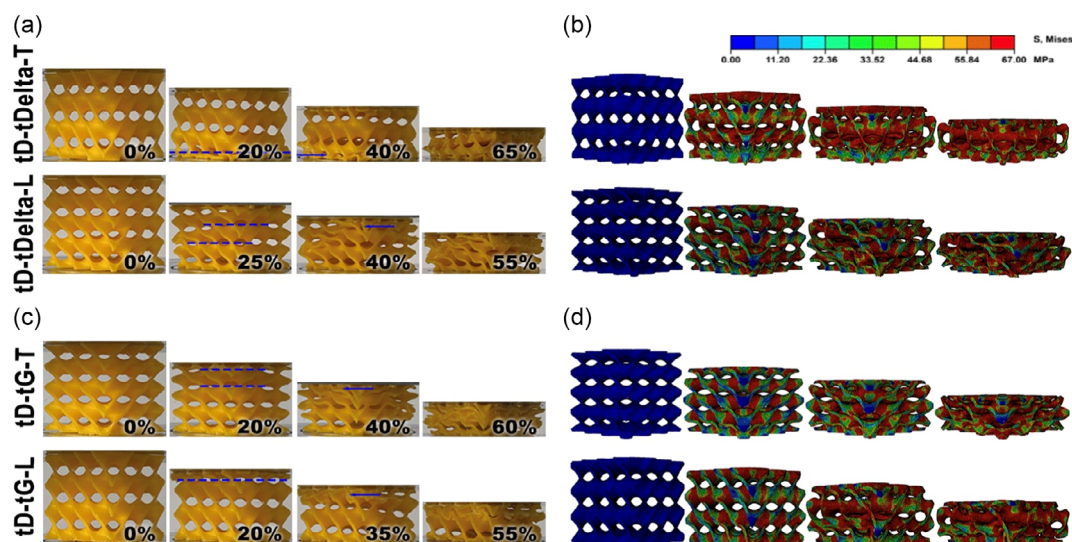 (a)
(b)
S, Mises
0.00 11.20 22.36 33.52 44.68 55.84 67.00
MPa
tD-tDelta-T
0% 20% 40% 65%
tD-tDelta-L
0% 25% 40% 55%
(c)
(d)
tD-tG-T
0% 20% 40% 60%
tD-tG-L
0% 20% 35% 55%